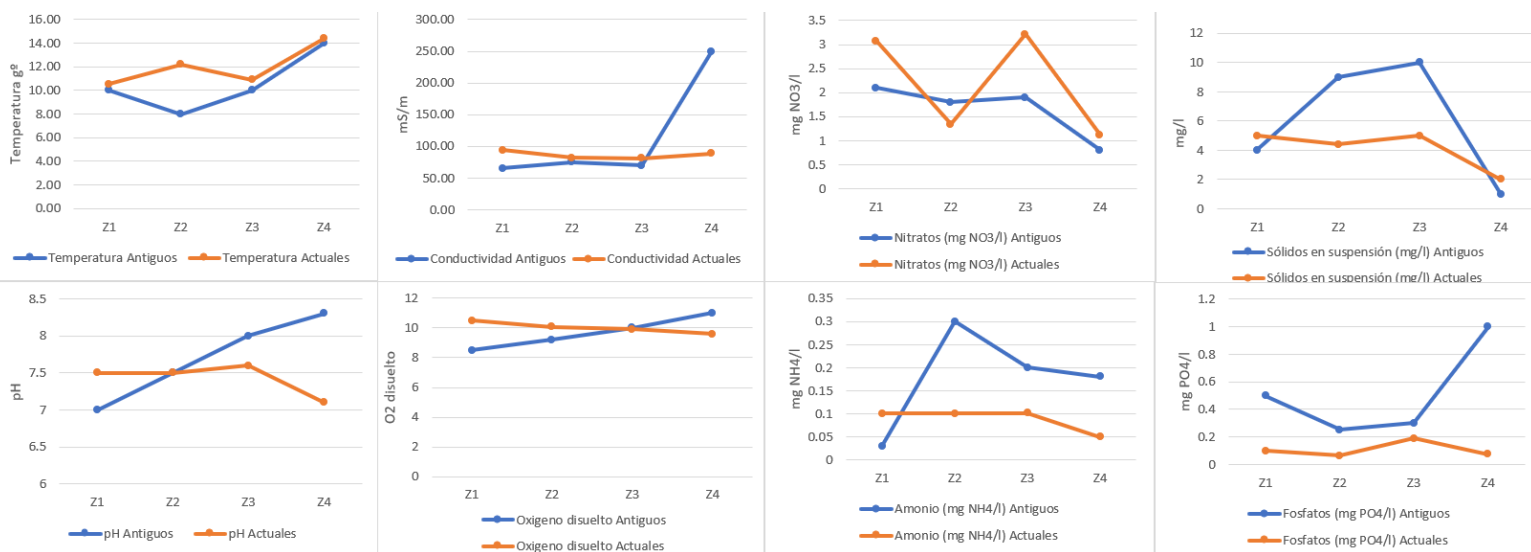 Temperatura gº
16.00
14.00
12.00
10.00
8.00
6.00
4.00
2.00
0.00
Z1 Z2 Z3 Z4
Temperatura Antiguos Temperatura Actuales
mS/m
300.00
250.00
200.00
150.00
100.00
50.00
0.00
Z1 Z2 Z3 Z4
Conductividad Antiguos Conductividad Actuales
mg NO3/l
3.5
3
2.5
2
1.5
1
0.5
0
Z1 Z2 Z3 Z4
Nitratos (mg NO3/l) Antiguos
Nitratos (mg NO3/l) Actuales
mg/l
12
10
8
6
4
2
0
Z1 Z2 Z3 Z4
Sólidos en suspensión (mg/l) Antiguos
Sólidos en suspensión (mg/l) Actuales
pH
8.5
8
7.5
7
6.5
6
Z1 Z2 Z3 Z4
pH Antiguos pH Actuales
O2 disuelto
12
10
8
6
4
2
0
Z1 Z2 Z3 Z4
Oxigeno disuelto Antiguos
Oxigeno disuelto Actuales
mg NH4/l
0.35
0.3
0.25
0.2
0.15
0.1
0.05
0
Z1 Z2 Z3 Z4
Amonio (mg NH4/l) Antiguos
Amonio (mg NH4/l) Actuales
mg PO4/l
1.2
1
0.8
0.6
0.4
0.2
0
Z1 Z2 Z3 Z4
Fosfatos (mg PO4/l) Antiguos
Fosfatos (mg PO4/l) Actuales